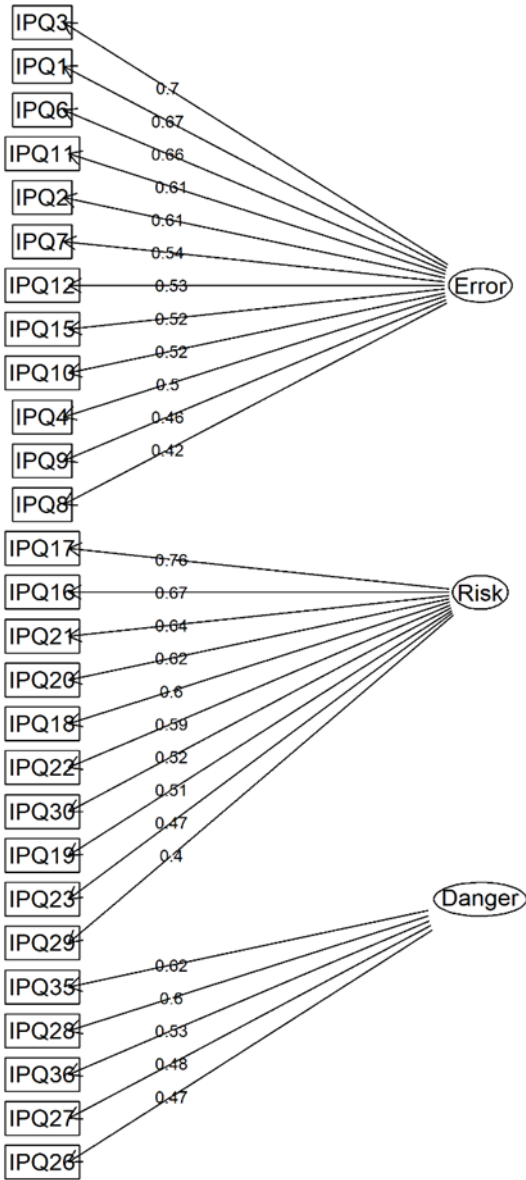 IPQ3
IPQ1
0.7
IPQ6
0.67
0.66
IPQ11
0.61
IPQ2
0.61
IPQ7
0.54
IPQ12
0.53
Error
IPQ15
0.52
0.52
IPQ10
0.5
IPQ4
0.46
IPQ9
0.42
IPQ8
IPQ17
0.76
IPQ16
0.67
Risk
IPQ21
0.64
0.62
IPQ20
0.6
IPQ18
0.59
IPQ22
0.52
IPQ30
0.51
0.47
IPQ19
0.4
IPQ23
Danger
IPQ29
0.62
IPQ35
0.6
IPQ28
0.53
0.48
IPQ36
0.47
IPQ27
IPQ26